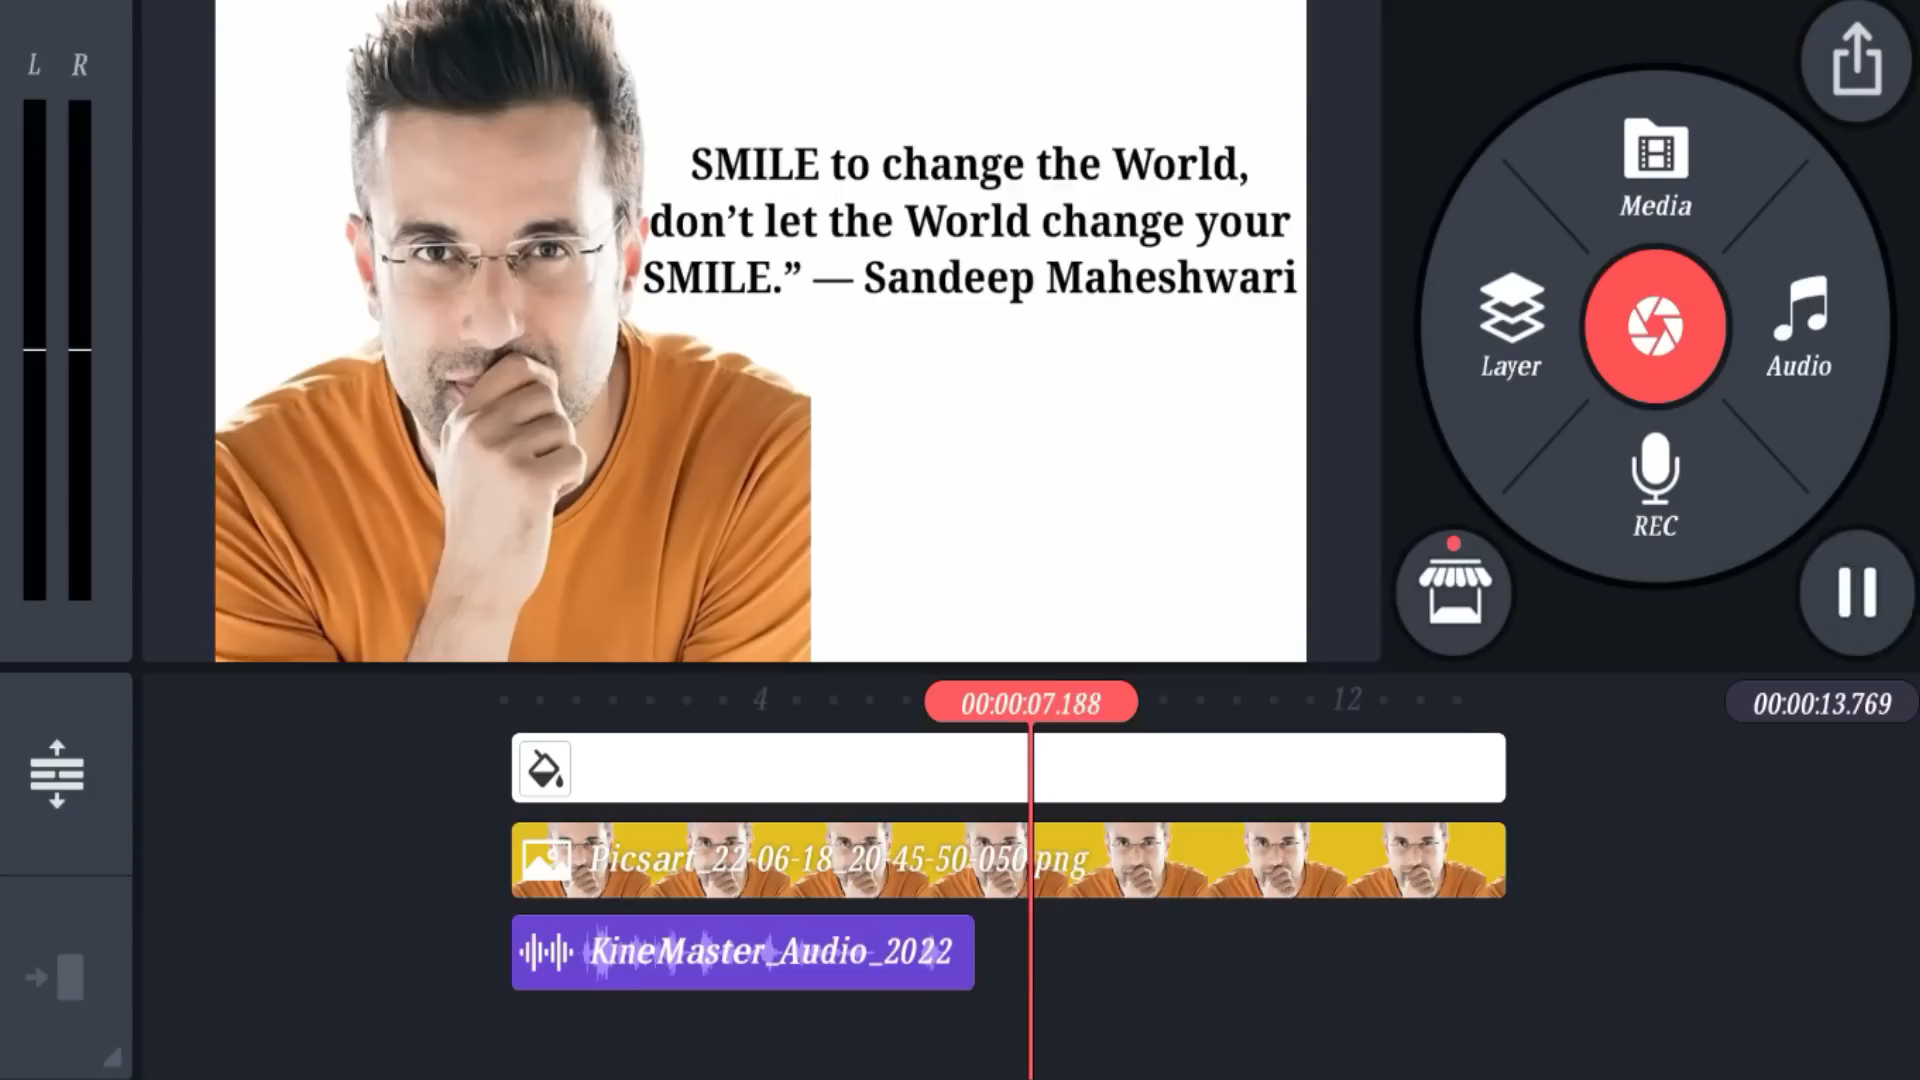 L R
SMILE to change the World,
don’t let the World change your
SMILE.” — Sandeep Maheshwari
Media
Layer
Audio
REC
4
00:00:07.188
12
00:00:13.769
Picsart_22-06-18_20-45-50-050.png
KineMaster_Audio_2022